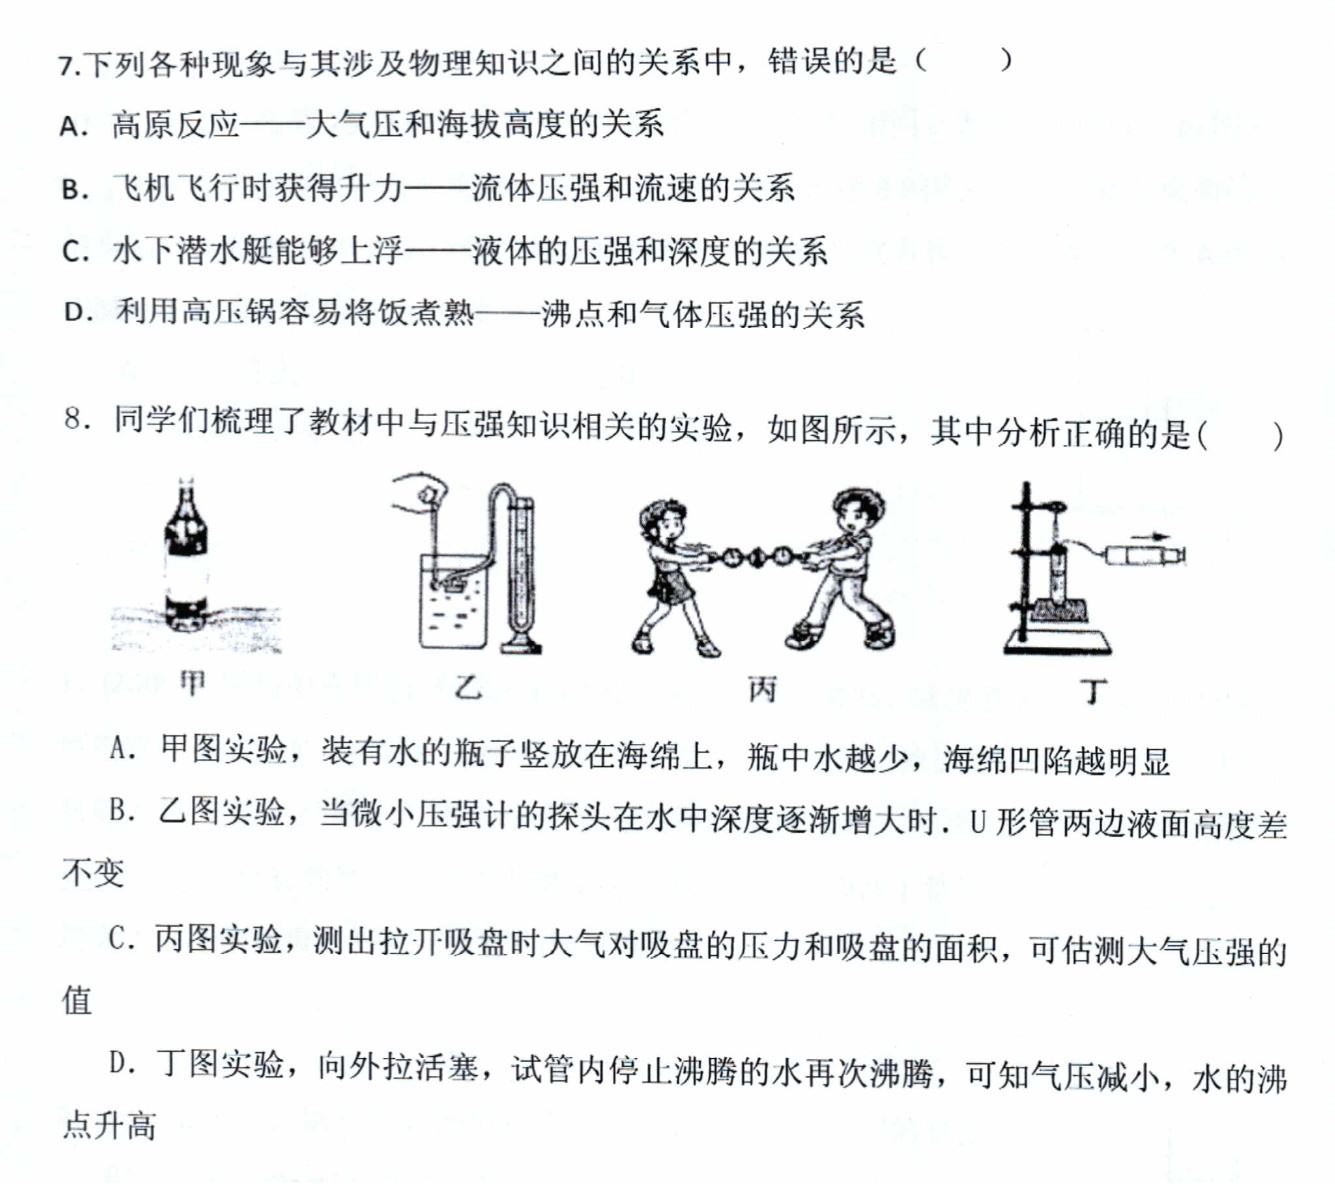 7.下列各种现象与其涉及物理知识之间的关系中，错误的是（　　）
A．高原反应——大气压和海拔高度的关系
B．飞机飞行时获得升力——流体压强和流速的关系
C．水下潜水艇能够上浮——液体的压强和深度的关系
D．利用高压锅容易将饭煮熟——沸点和气体压强的关系
8．同学们梳理了教材中与压强知识相关的实验，如图所示，其中分析正确的是(　　)
甲　乙　丙　丁
A．甲图实验，装有水的瓶子竖放在海绵上，瓶中水越少，海绵凹陷越明显
B．乙图实验，当微小压强计的探头在水中深度逐渐增大时．U 形管两边液面高度差
不变
C．丙图实验，测出拉开吸盘时大气对吸盘的压力和吸盘的面积，可估测大气压强的
值
D．丁图实验，向外拉活塞，试管内停止沸腾的水再次沸腾，可知气压减小，水的沸
点升高